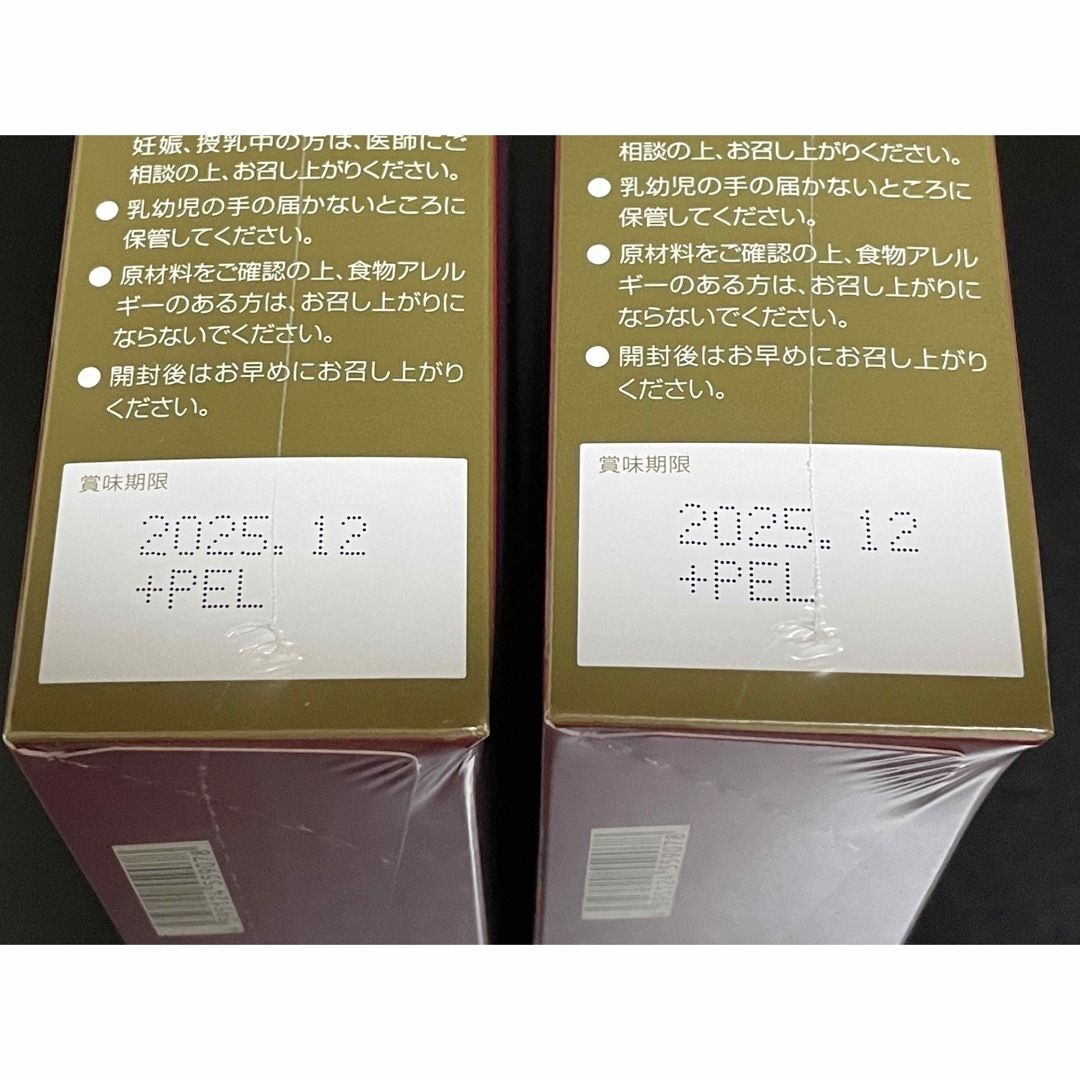 妊娠、授乳中の方は、医師にご
相談の上、お召し上がりください。
● 乳幼児の手の届かないところに
保管してください。
● 原材料をご確認の上、食物アレル
ギーのある方は、お召し上がりに
ならないでください。
● 開封後はお早めにお召し上がり
ください。
賞味期限
2025.12
+PEL
相談の上、お召し上がりください。
● 乳幼児の手の届かないところに
保管してください。
● 原材料をご確認の上、食物アレル
ギーのある方は、お召し上がりに
ならないでください。
● 開封後はお早めにお召し上がり
ください。
賞味期限
2025.12
+PEL